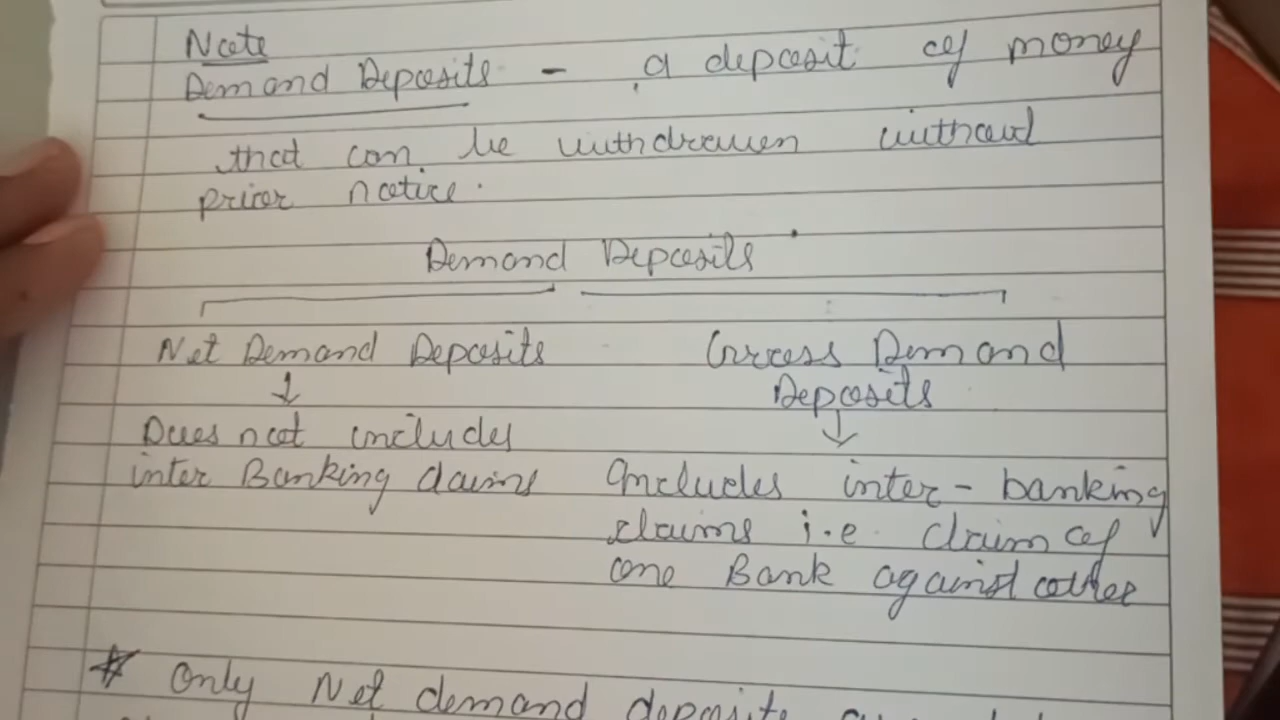 Note
Demand Deposits - a deposit of money
that can be withdrawen without
prior notice.
Demand Deposits
Net Demand Deposits
Gross Demand
Deposits
Does not includes
inter Banking claims
Includes inter-banking
claims i.e. claim of
one Bank against other
* Only Net demand deposits